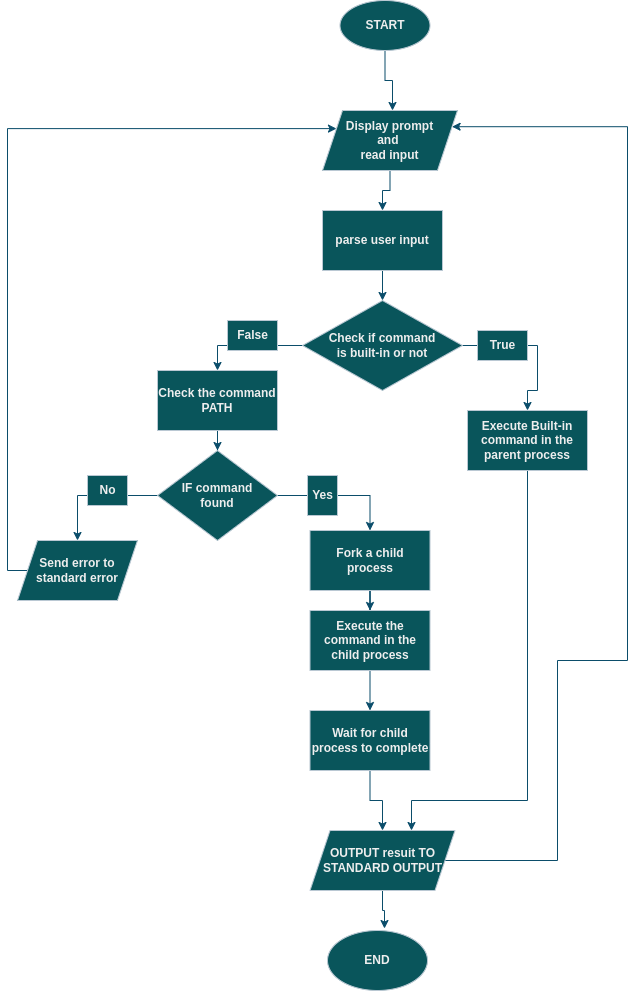 START
Display prompt
and
read input
parse user input
Check if command
is built-in or not
False
True
Check the command
PATH
Execute Built-in
command in the
parent process
IF command
found
No
Yes
Send error to
standard error
Fork a child
process
Execute the
command in the
child process
Wait for child
process to complete
OUTPUT resuit TO
STANDARD OUTPUT
END